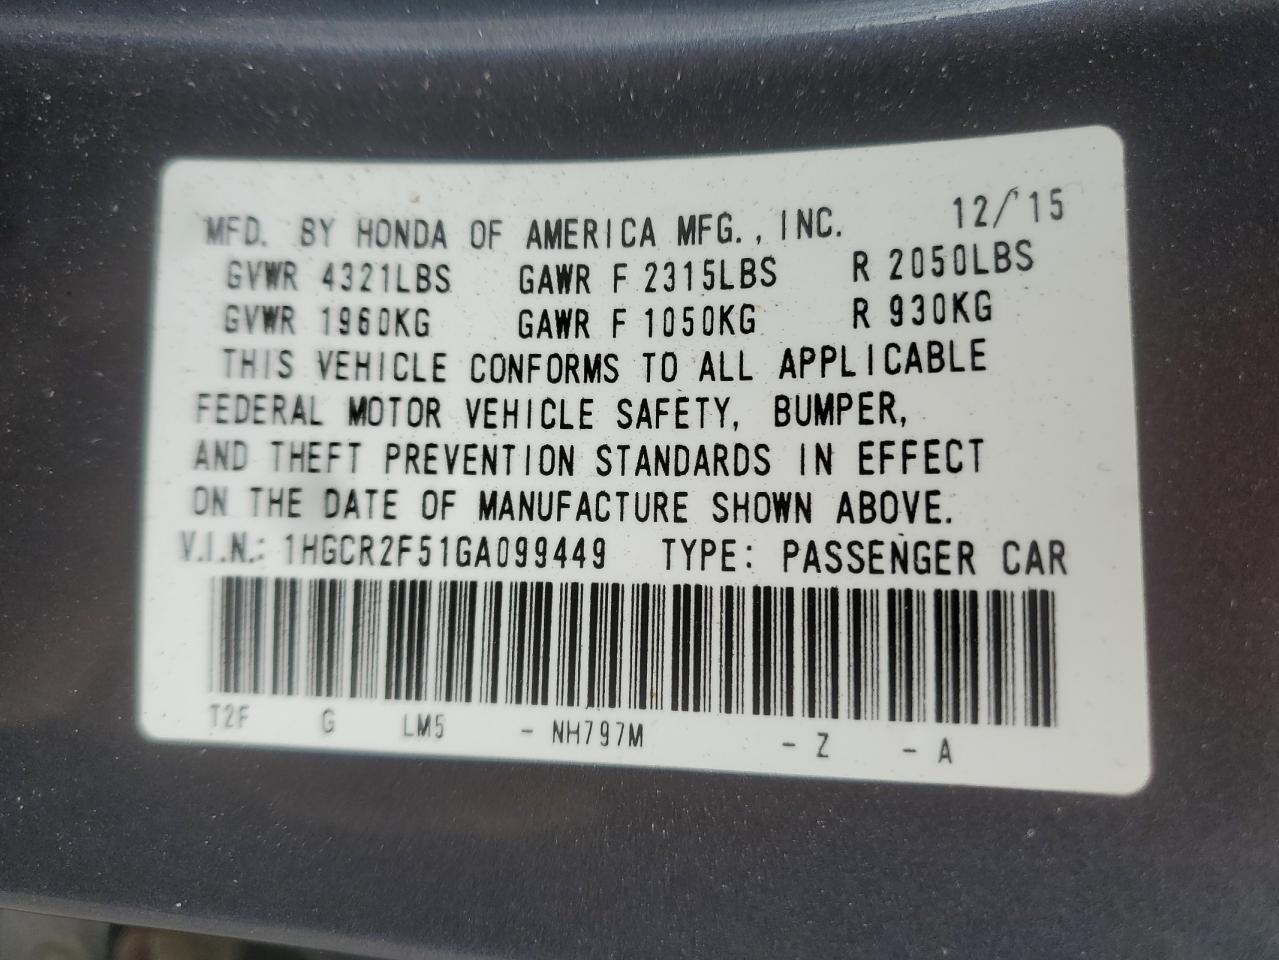 MFD. BY HONDA OF AMERICA MFG., INC. 12/'15
GVWR 4321LBS GAWR F 2315LBS R 2050LBS
GVWR 1960KG GAWR F 1050KG R 930KG
THIS VEHICLE CONFORMS TO ALL APPLICABLE
FEDERAL MOTOR VEHICLE SAFETY, BUMPER,
AND THEFT PREVENTION STANDARDS IN EFFECT
ON THE DATE OF MANUFACTURE SHOWN ABOVE.
V.I.N.: 1HGCR2F51GA099449 TYPE: PASSENGER CAR
T2F G LM5 - NH797M - Z - A